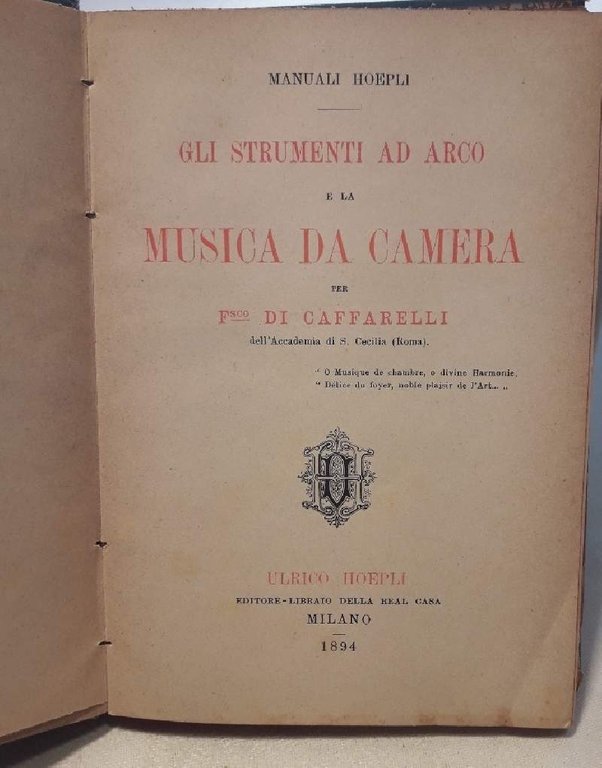 MANUALI HOEPLI
GLI STRUMENTI AD ARCO
E LA
MUSICA DA CAMERA
PER
Fsco DI CAFFARELLI
dell'Accademia di S. Cecilia (Roma).
" O Musique de chambre, o divine Harmonie,
" Délice du foyer, noble plaisir de l'Art... „
UH
ULRICO HOEPLI
EDITORE-LIBRAIO DELLA REAL CASA
MILANO
1894